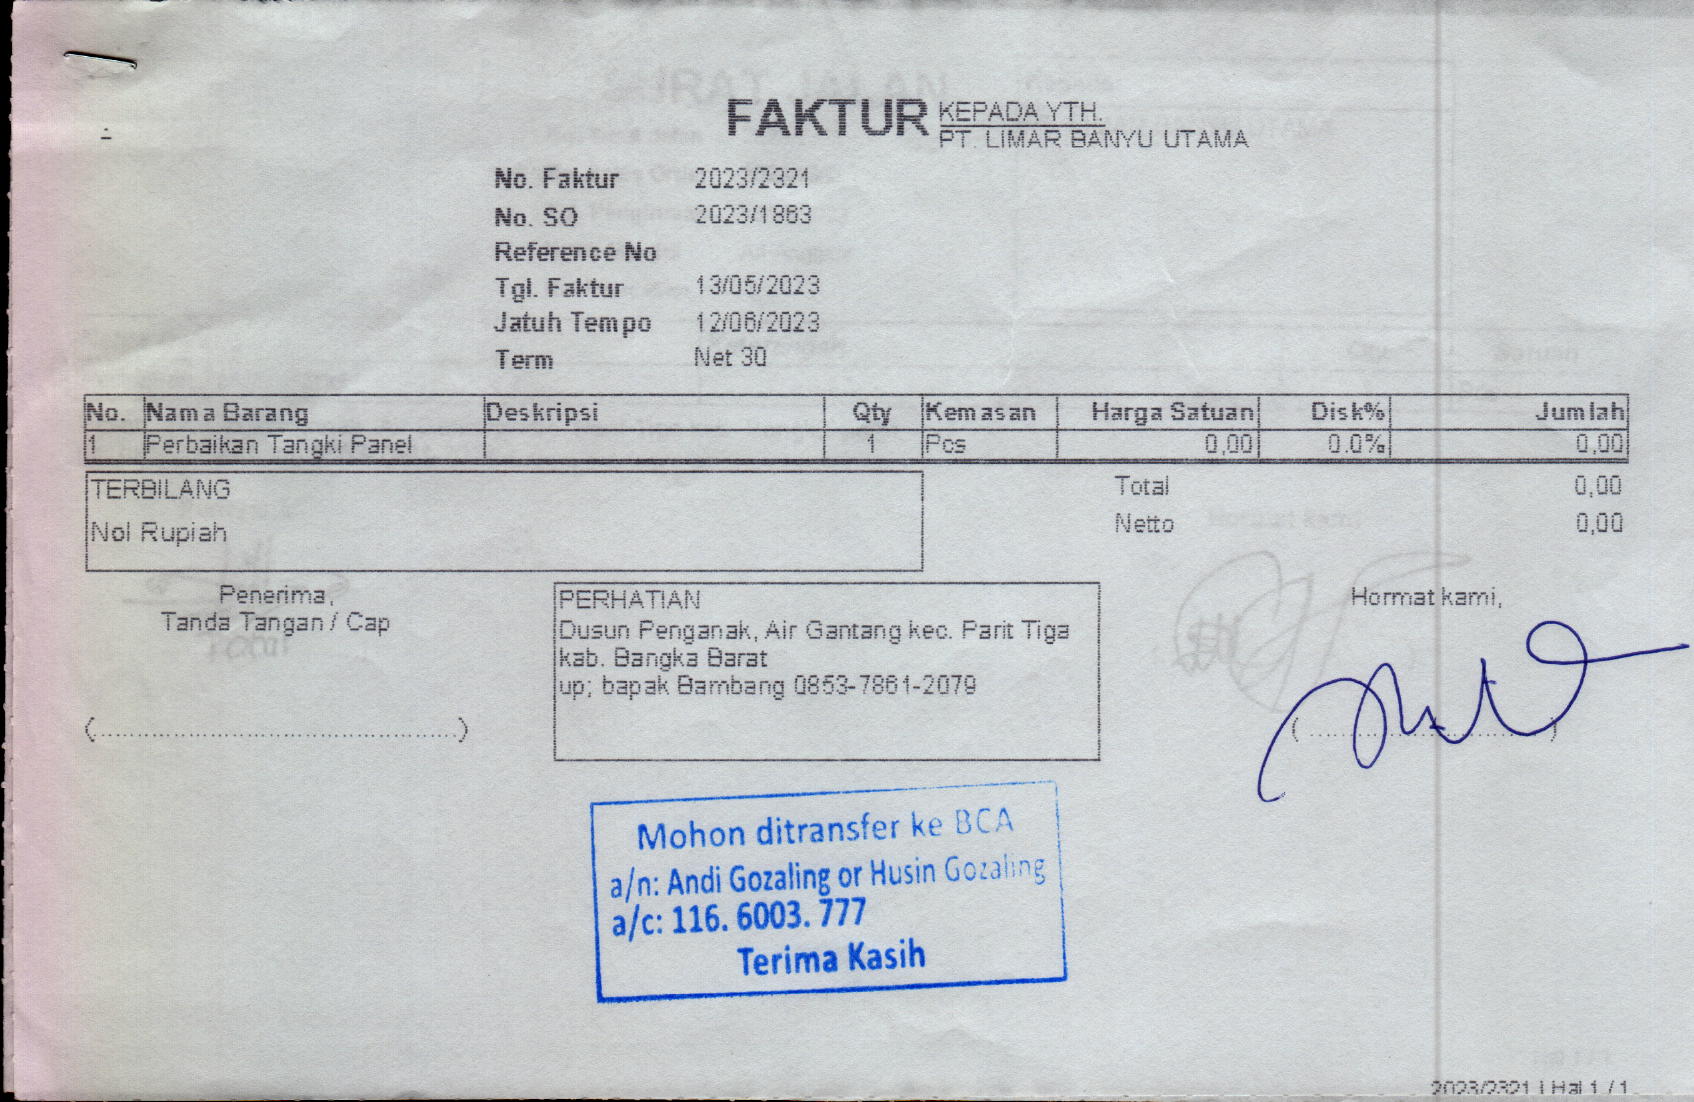 FAKTUR
KEPADA YTH.
PT. LIMAR BANYU UTAMA
No. Faktur 2023/2321
No. SO 2023/1863
Reference No
Tgl. Faktur 13/05/2023
Jatuh Tempo 12/06/2023
Term Net 30
No. Nama Barang Deskripsi Qty Kemasan Harga Satuan Disk% Jumlah
1 Perbaikan Tangki Panel 1 Pcs 0,00 0.0% 0,00
TERBILANG
Nol Rupiah
Total 0,00
Netto 0,00
Penerima,
Tanda Tangan / Cap
(..........................................)
PERHATIAN
Dusun Penganak, Air Gantang kec. Parit Tiga
kab. Bangka Barat
up; bapak Bambang 0853-7861-2079
Hormat kami,
(..............................)
Mohon ditransfer ke BCA
a/n: Andi Gozaling or Husin Gozaling
a/c: 116. 6003. 777
Terima Kasih
2023/2321 | Hal 1 / 1